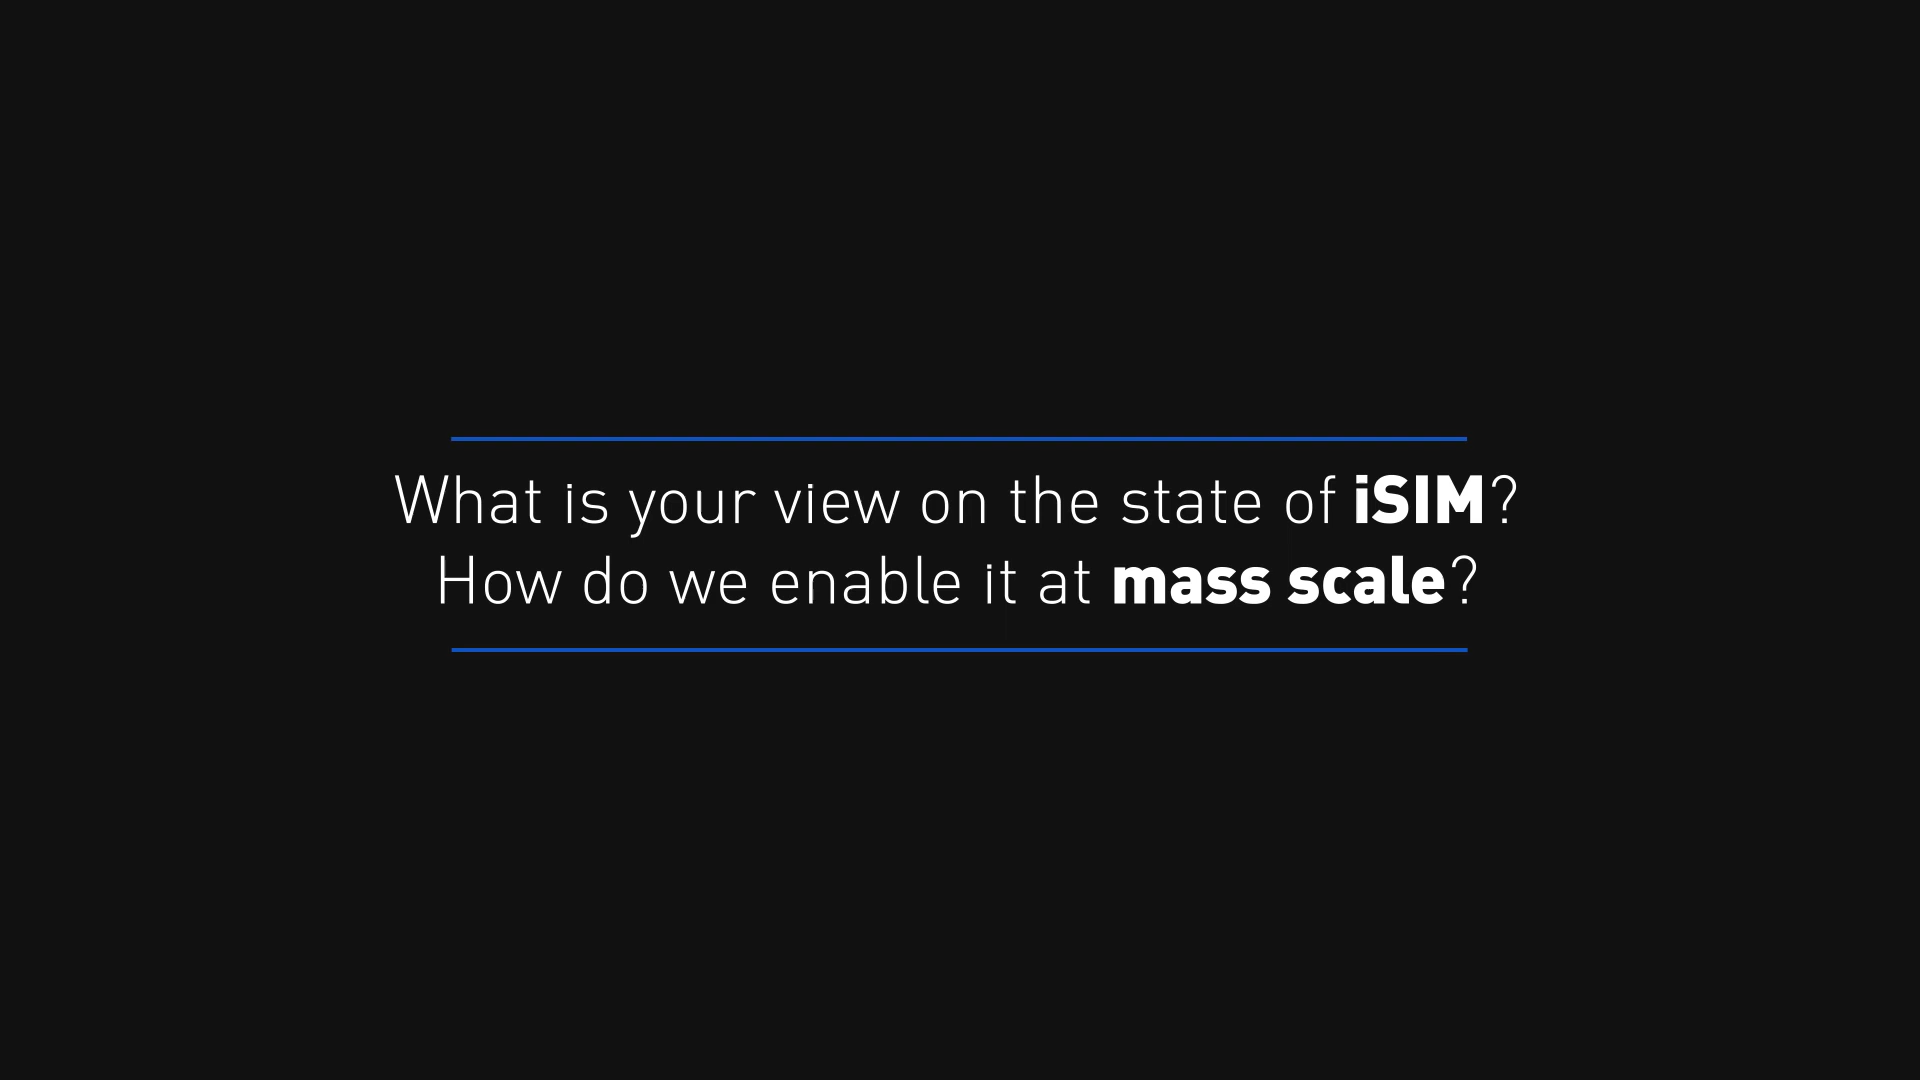 What is your view on the state of iSIM?
How do we enable it at mass scale?